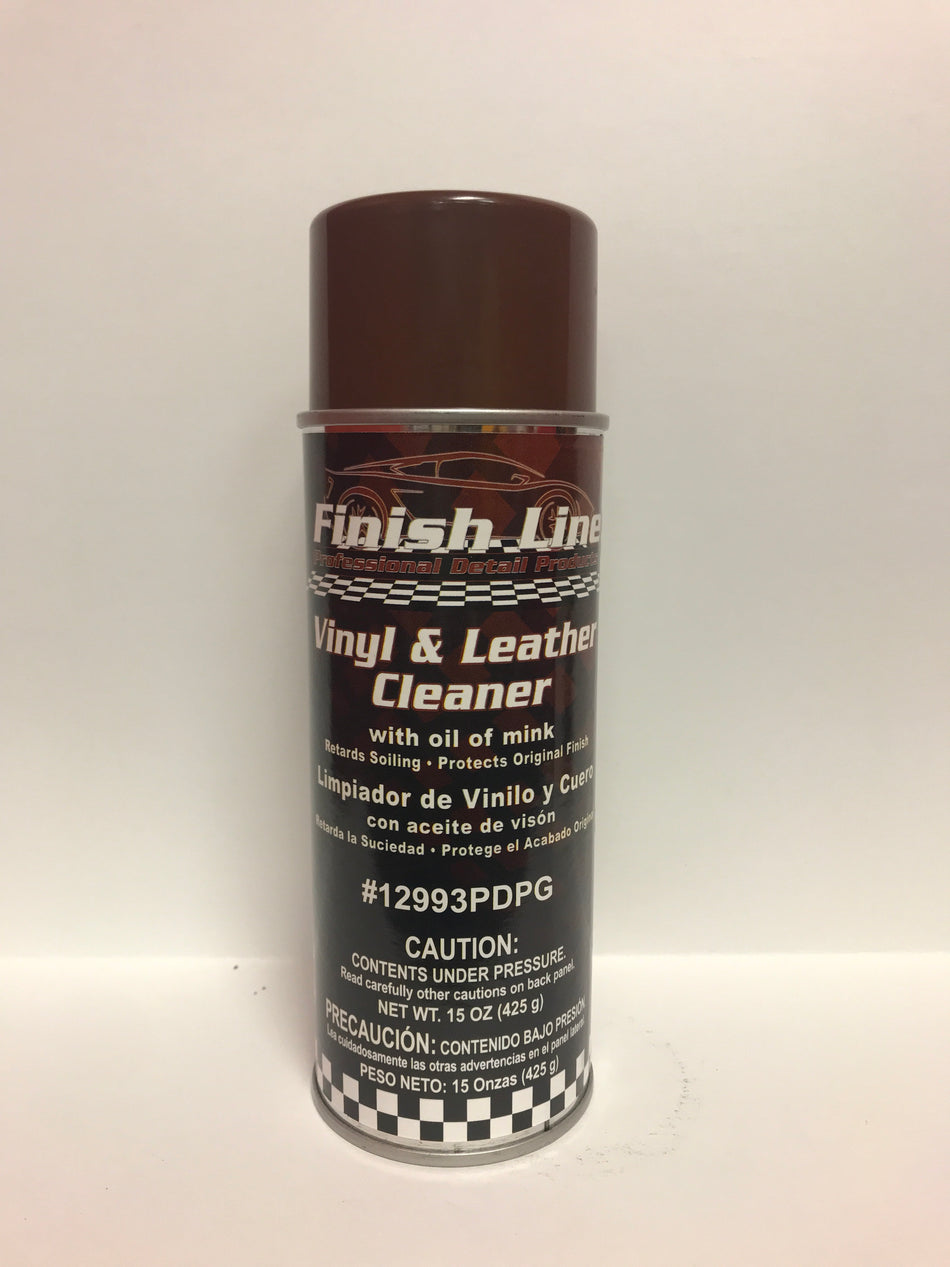 Finish Line
Professional Detail Products
Vinyl & Leather
Cleaner
with oil of mink
Retards Soiling • Protects Original Finish
Limpiador de Vinilo y Cuero
con aceite de visón
Retarda la Suciedad • Protege el Acabado Original
#12993PDPG
CAUTION:
CONTENTS UNDER PRESSURE.
Read carefully other cautions on back panel.
NET WT. 15 OZ (425 g)
PRECAUCIÓN: CONTENIDO BAJO PRESIÓN.
Lea cuidadosamente las otras advertencias en el panel lateral.
PESO NETO: 15 Onzas (425 g)